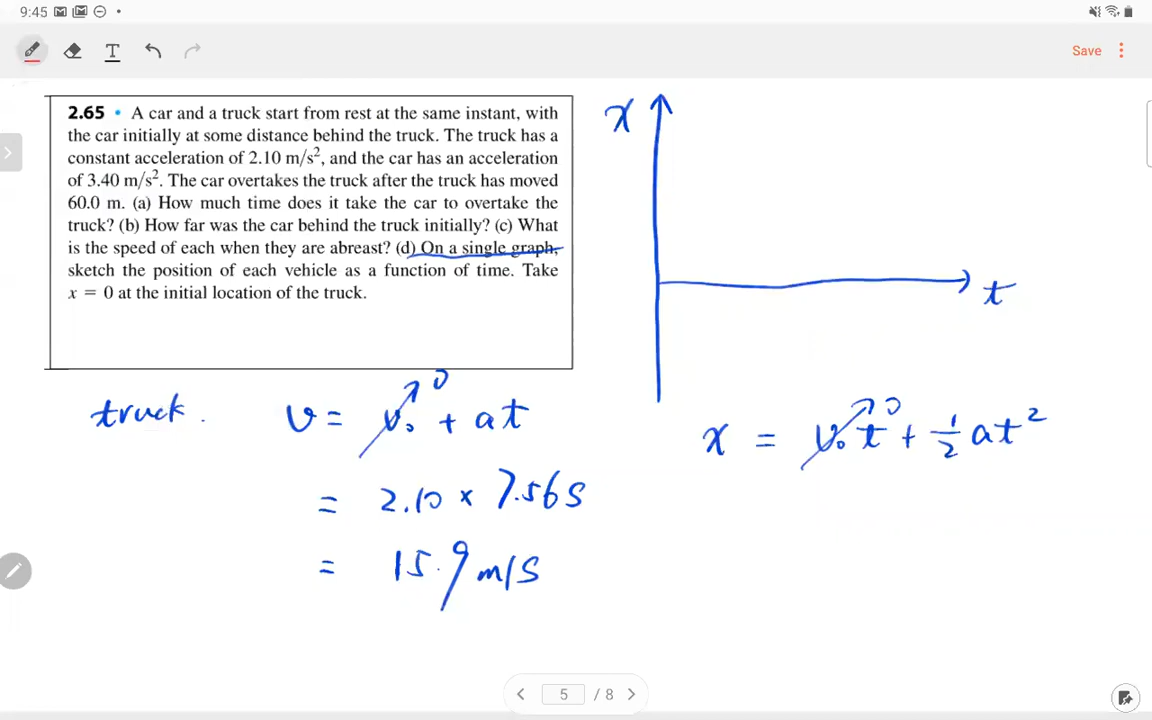 9:45
T
Save
2.65 • A car and a truck start from rest at the same instant, with
the car initially at some distance behind the truck. The truck has a
constant acceleration of 2.10 m/s², and the car has an acceleration
of 3.40 m/s². The car overtakes the truck after the truck has moved
60.0 m. (a) How much time does it take the car to overtake the
truck? (b) How far was the car behind the truck initially? (c) What
is the speed of each when they are abreast? (d) On a single graph,
sketch the position of each vehicle as a function of time. Take
x = 0 at the initial location of the truck.
x
t
truck. v = v₀ 0 + at
= 2.10 × 7.56 s
= 15.9 m/s
x = v₀t 0 + 1/2 at²
5 / 8